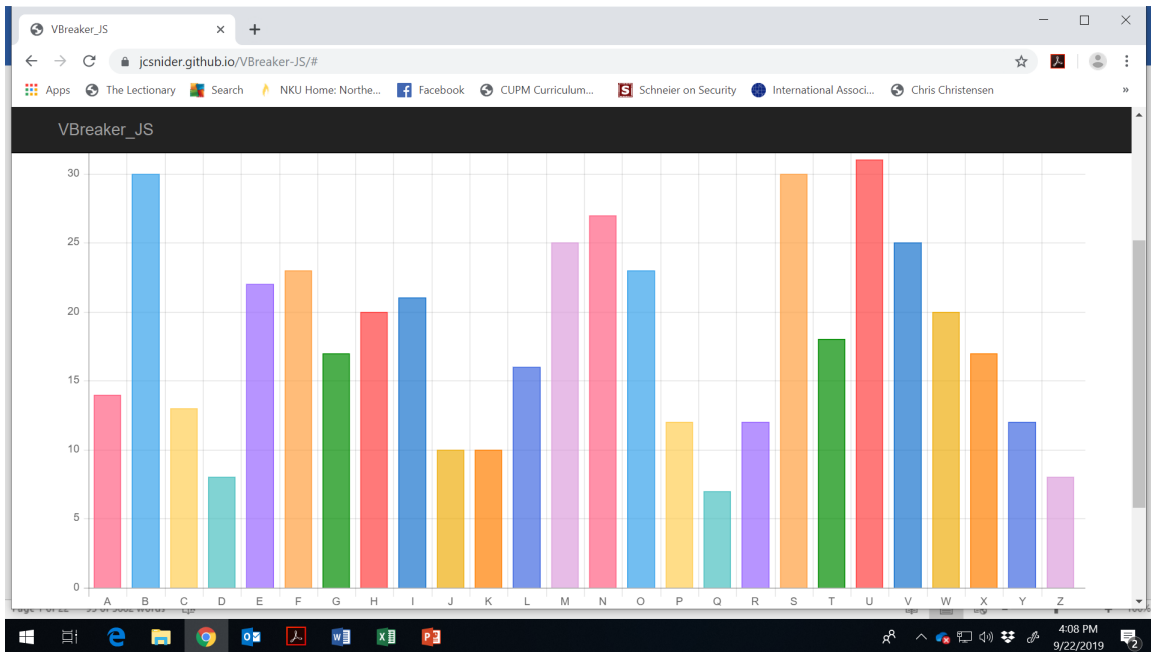 VBreaker_JS
jcsnider.github.io/VBreaker-JS/#
Apps The Lectionary Search NKU Home: Northe... Facebook CUPM Curriculum... Schneier on Security International Associ... Chris Christensen »
VBreaker_JS
30
25
20
15
10
5
0
A B C D E F G H I J K L M N O P Q R S T U V W X Y Z
4:08 PM
9/22/2019
2